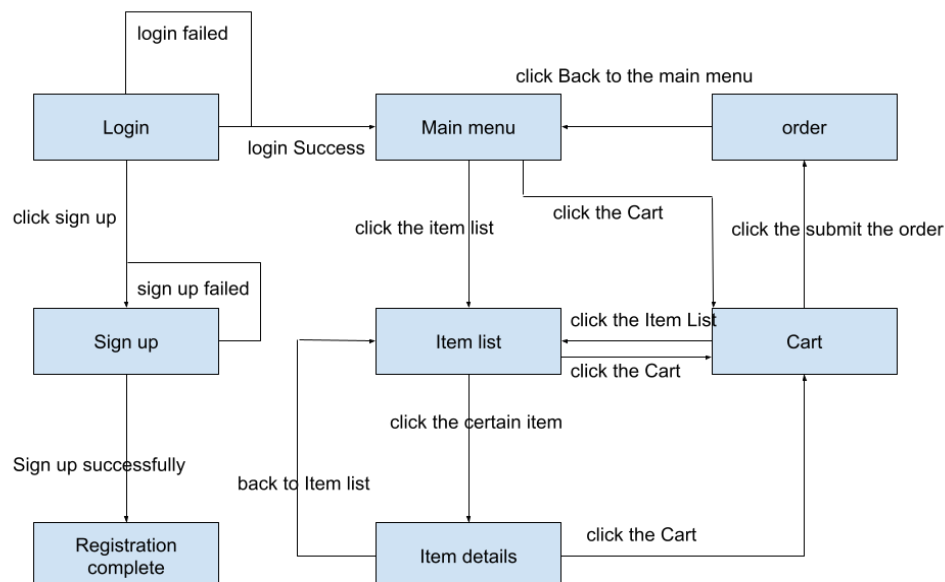 login failed
click Back to the main menu
Login
Main menu
order
login Success
click sign up
click the item list
click the Cart
click the submit the order
sign up failed
Sign up
Item list
click the Item List
Cart
click the Cart
click the certain item
Sign up successfully
back to Item list
Registration
complete
Item details
click the Cart